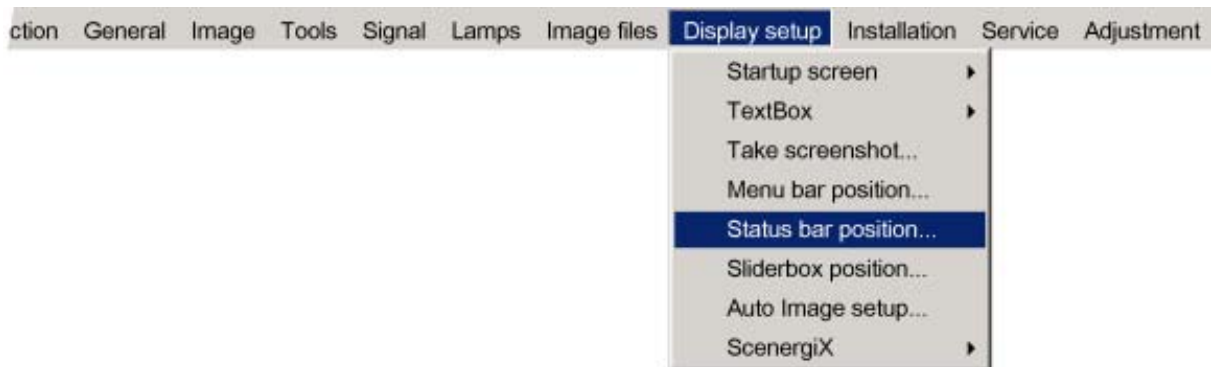 ction General Image Tools Signal Lamps Image files Display setup Installation Service Adjustment
Startup screen
TextBox
Take screenshot...
Menu bar position...
Status bar position...
Sliderbox position...
Auto Image setup...
ScenergiX